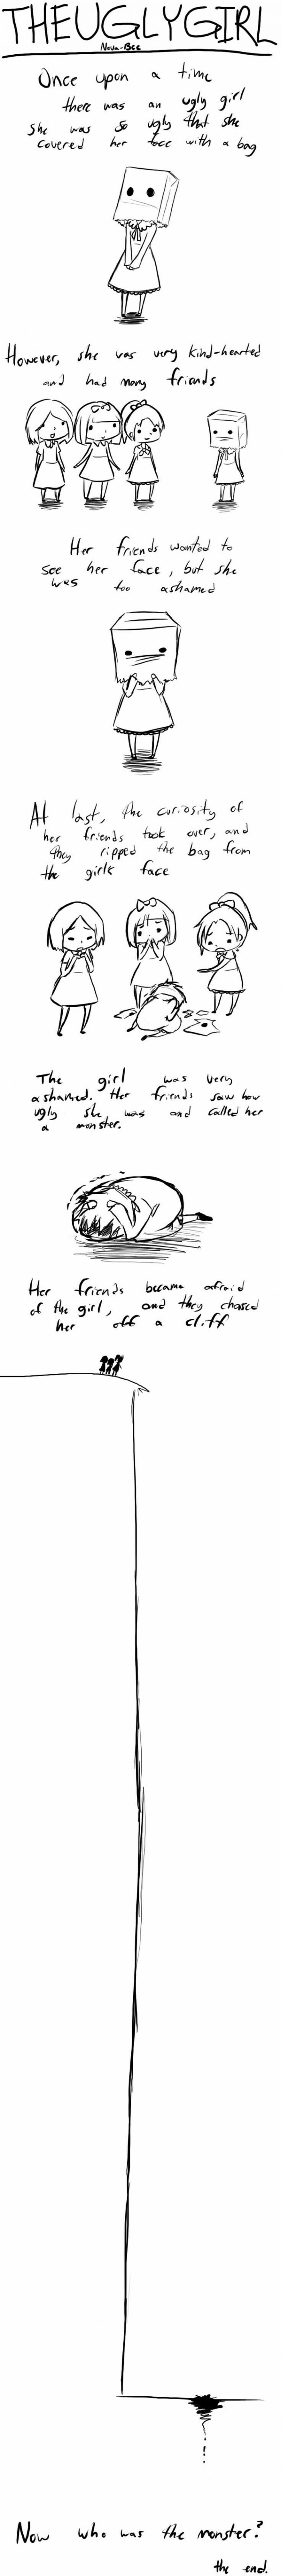 THE UGLY GIRL
Nova-Bee
Once upon a time
there was an ugly girl
she was so ugly that she
covered her face with a bag
However, she was very kind-hearted
and had many friends
Her friends wanted to
see her face, but she
was too ashamed
At last, the curiosity of
her friends took over, and
they ripped the bag from
the girls face
The girl was very
ashamed. Her friends saw how
ugly she was and called her
a monster.
Her friends became afraid
of the girl, and they chased
her off a cliff
Now who was the monster?
the end.